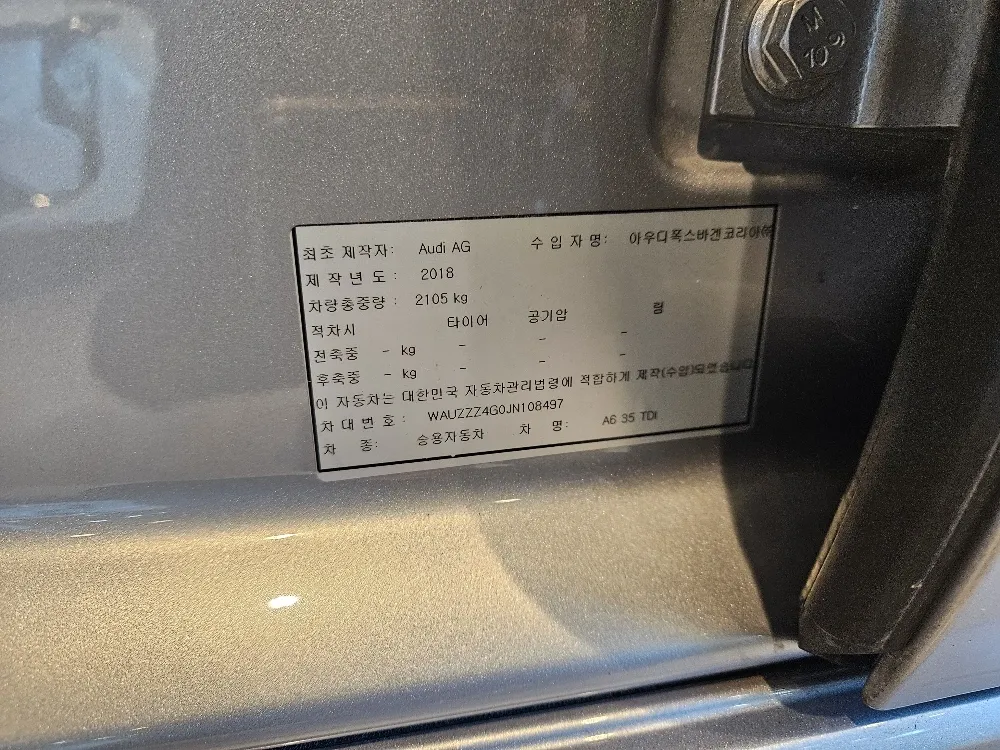 M
10.9
최초 제작자: Audi AG 수 입 자 명: 아우디폭스바겐코리아㈜
제 작 년 도 : 2018
차량총중량 : 2105 kg
적차시 타이어 공기압 령
전축중 - kg - - -
후축중 - kg - - -
이 자동차는 대한민국 자동차관리법령에 적합하게 제작(수입)되었습니다
차 대 번 호 : WAUZZZ4G0JN108497
차 종: 승용자동차 차 명: A6 35 TDI